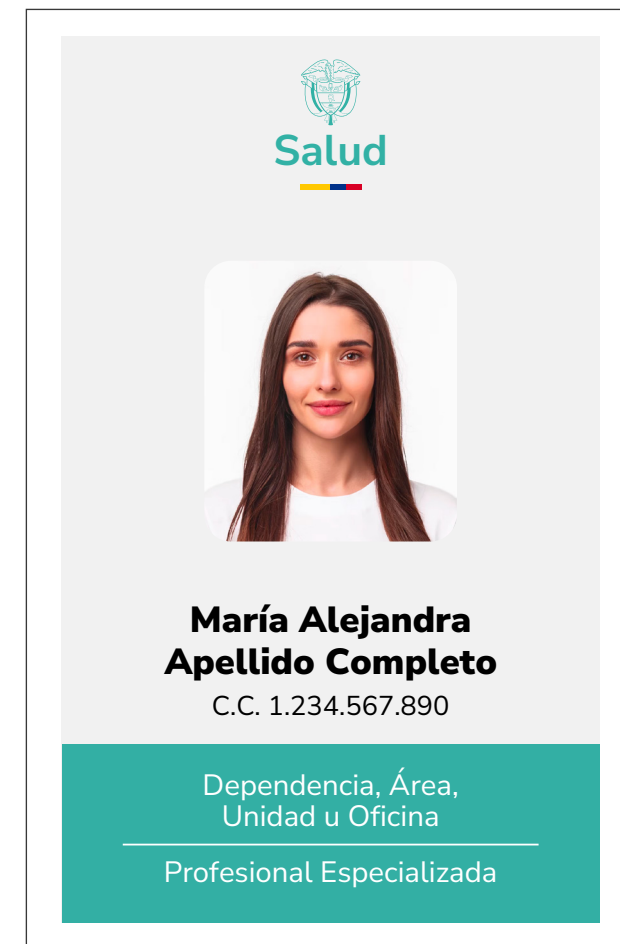 Salud
María Alejandra
Apellido Completo
C.C. 1.234.567.890
Dependencia, Área,
Unidad u Oficina
Profesional Especializada